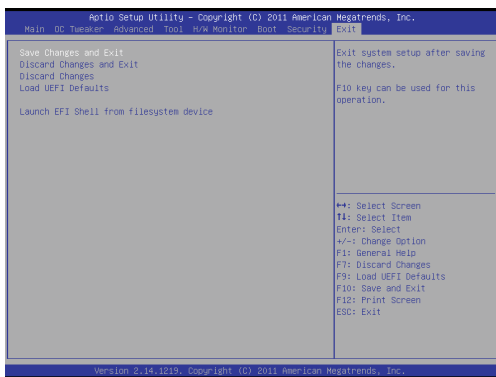 Aptio Setup Utility – Copyright (C) 2011 American Megatrends, Inc.
Main OC Tweaker Advanced Tool H/W Monitor Boot Security Exit
Save Changes and Exit
Discard Changes and Exit
Discard Changes
Load UEFI Defaults
Launch EFI Shell from filesystem device
Exit system setup after saving
the changes.
F10 key can be used for this
operation.
↔: Select Screen
↑↓: Select Item
Enter: Select
+/-: Change Option
F1: General Help
F7: Discard Changes
F9: Load UEFI Defaults
F10: Save and Exit
F12: Print Screen
ESC: Exit
Version 2.14.1219. Copyright (C) 2011 American Megatrends, Inc.